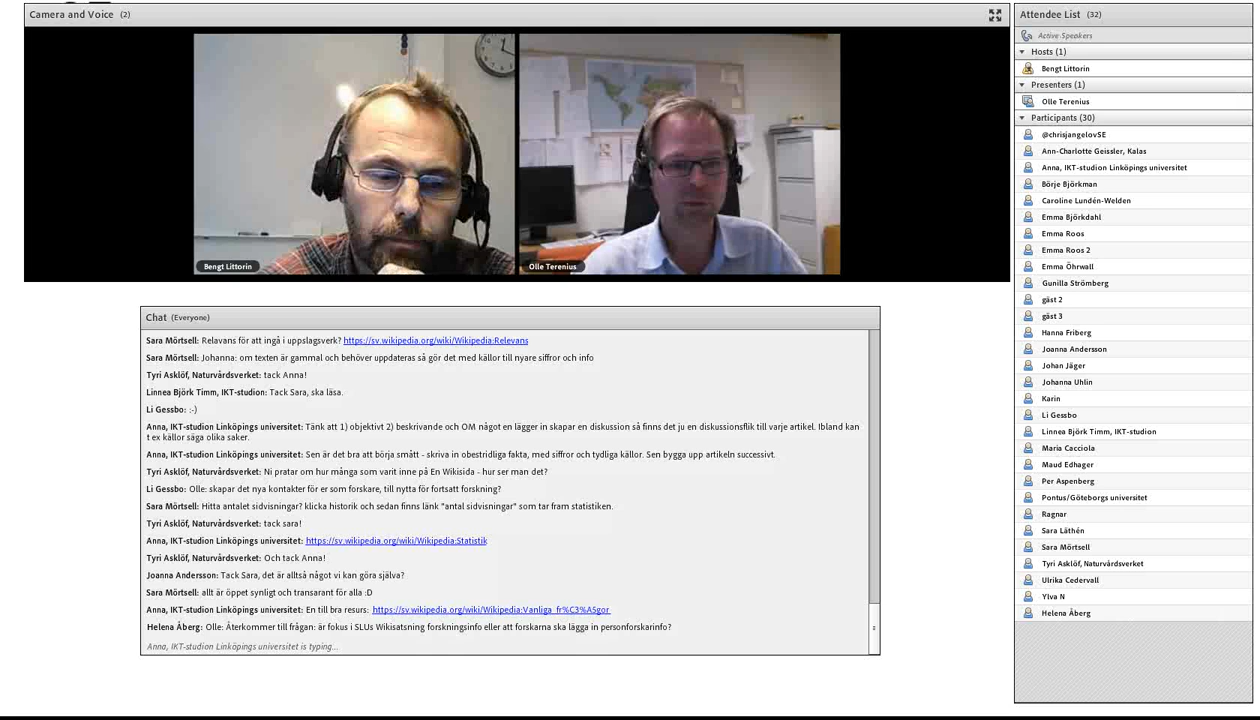 Camera and Voice (2)
Bengt Littorin
Olle Terenius
Chat (Everyone)
Sara Mörtsell: Relavans för att ingå i uppslagsverk? https://sv.wikipedia.org/wiki/Wikipedia:Relevans
Sara Mörtsell: Johanna: om texten är gammal och behöver uppdateras så gör det med källor till nyare siffror och info
Tyri Asklöf, Naturvårdsverket: tack Anna!
Linnea Björk Timm, IKT-studion: Tack Sara, ska läsa.
Li Gessbo: :-)
Anna, IKT-studion Linköpings universitet: Tänk att 1) objektivt 2) beskrivande och OM något en lägger in skapar en diskussion så finns det ju en diskussionsflik till varje artikel. Ibland kan
t ex källor säga olika saker.
Anna, IKT-studion Linköpings universitet: Sen är det bra att börja smått - skriva in obestridliga fakta, med siffror och tydliga källor. Sen bygga upp artikeln successivt.
Tyri Asklöf, Naturvårdsverket: Ni pratar om hur många som varit inne på En Wikisida - hur ser man det?
Li Gessbo: Olle: skapar det nya kontakter för er som forskare, till nytta för fortsatt forskning?
Sara Mörtsell: Hitta antalet sidvisningar? klicka historik och sedan finns länk "antal sidvisningar" som tar fram statistiken.
Tyri Asklöf, Naturvårdsverket: tack sara!
Anna, IKT-studion Linköpings universitet: https://sv.wikipedia.org/wiki/Wikipedia:Statistik
Tyri Asklöf, Naturvårdsverket: Och tack Anna!
Joanna Andersson: Tack Sara, det är alltså något vi kan göra själva?
Sara Mörtsell: allt är öppet synligt och transarant för alla :D
Anna, IKT-studion Linköpings universitet: En till bra resurs: https://sv.wikipedia.org/wiki/Wikipedia:Vanliga_fr%C3%A5gor
Helena Åberg: Olle: Återkommer till frågan: är fokus i SLUs Wikisatsning forskningsinfo eller att forskarna ska lägga in personforskarinfo?
Anna, IKT-studion Linköpings universitet is typing...
Attendee List (32)
Active Speakers
Hosts (1)
Bengt Littorin
Presenters (1)
Olle Terenius
Participants (30)
@chrisjangelovSE
Ann-Charlotte Geissler, Kalas
Anna, IKT-studion Linköpings universitet
Börje Björkman
Caroline Lundén-Welden
Emma Björkdahl
Emma Roos
Emma Roos 2
Emma Öhrwall
Gunilla Strömberg
gäst 2
gäst 3
Hanna Friberg
Joanna Andersson
Johan Jäger
Johanna Uhlin
Karin
Li Gessbo
Linnea Björk Timm, IKT-studion
Maria Cacciola
Maud Edhager
Per Aspenberg
Pontus/Göteborgs universitet
Ragnar
Sara Låthén
Sara Mörtsell
Tyri Asklöf, Naturvårdsverket
Ulrika Cedervall
Ylva N
Helena Åberg